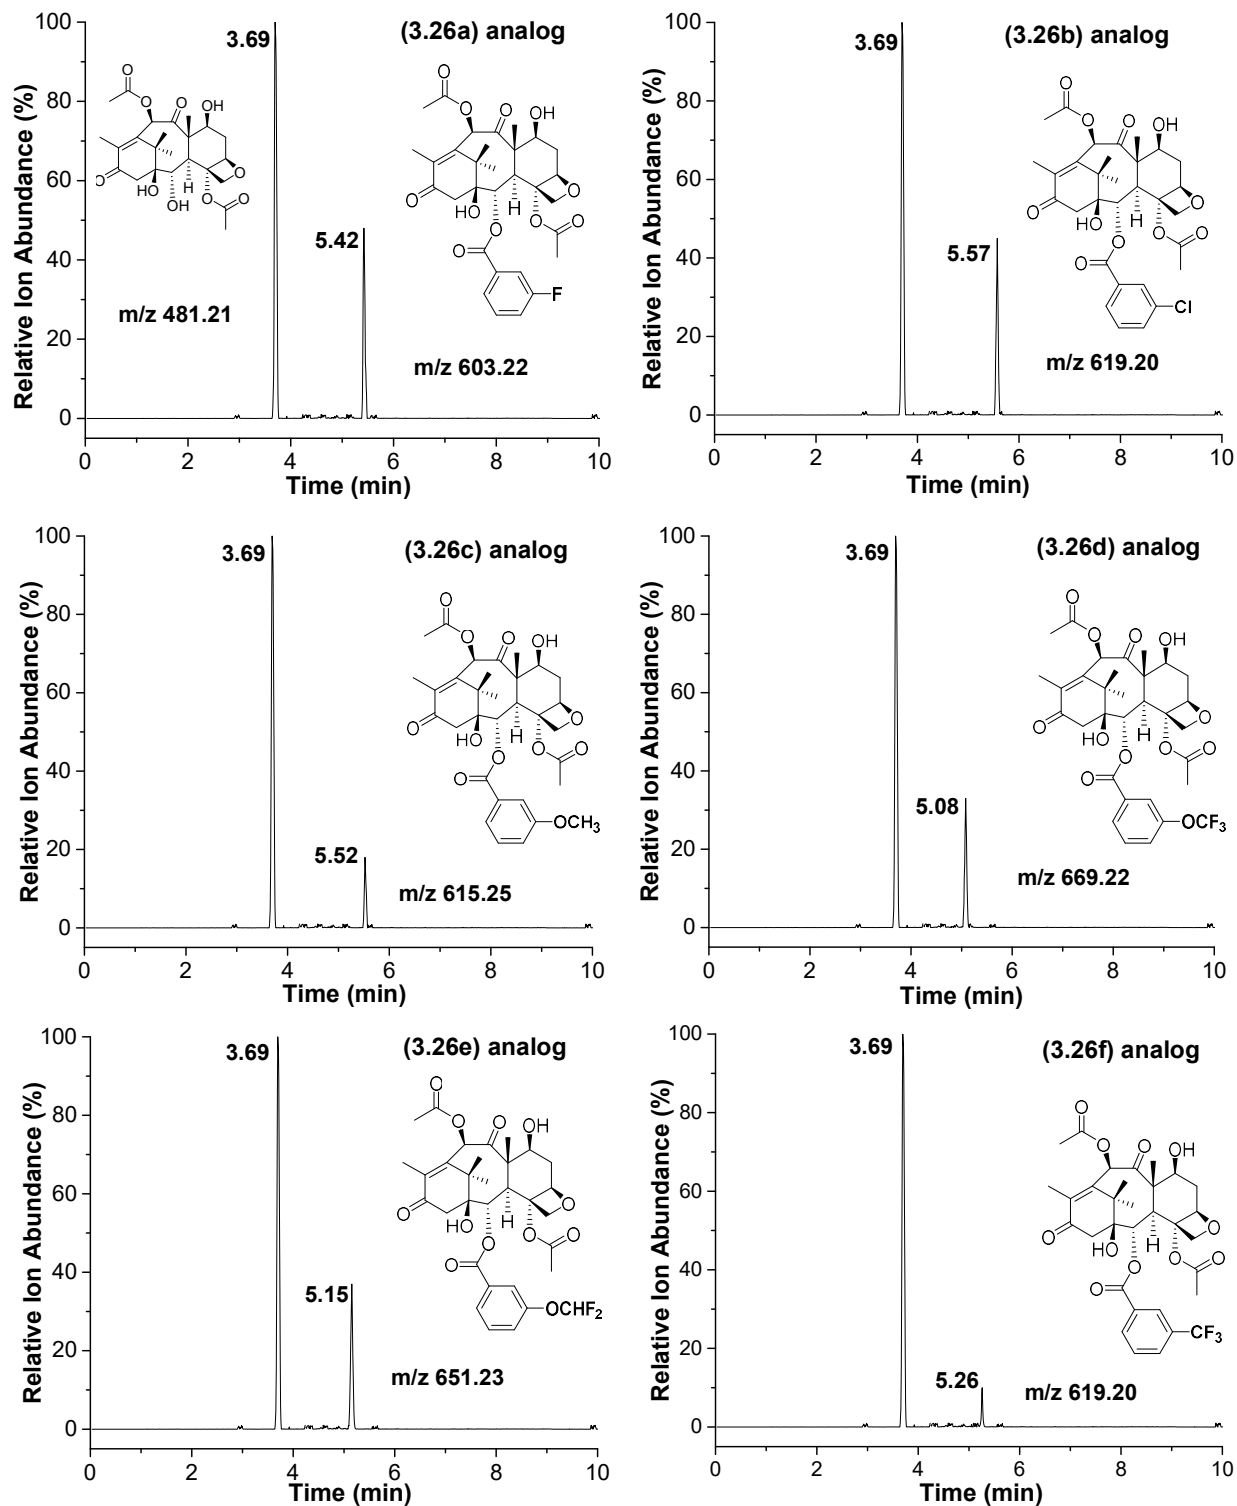 100
80
60
40
20
0
0
2
4
6
8
10
Relative Ion Abundance (%)
Time (min)
3.69
(3.26a) analog
O
O
O
OH
O
HO
OH
H
O
O
O
m/z 481.21
5.42
O
O
O
OH
O
HO
H
O
O
O
O
O
F
m/z 603.22
100
80
60
40
20
0
0
2
4
6
8
10
Relative Ion Abundance (%)
Time (min)
3.69
(3.26b) analog
O
O
O
OH
O
HO
H
O
O
O
O
O
Cl
5.57
m/z 619.20
100
80
60
40
20
0
0
2
4
6
8
10
Relative Ion Abundance (%)
Time (min)
3.69
(3.26c) analog
O
O
O
OH
O
HO
H
O
O
O
O
O
OCH3
5.52
m/z 615.25
100
80
60
40
20
0
0
2
4
6
8
10
Relative Ion Abundance (%)
Time (min)
3.69
(3.26d) analog
O
O
O
OH
O
HO
H
O
O
O
O
O
OCF3
5.08
m/z 669.22
100
80
60
40
20
0
0
2
4
6
8
10
Relative Ion Abundance (%)
Time (min)
3.69
(3.26e) analog
O
O
O
OH
O
HO
H
O
O
O
O
O
OCHF2
5.15
m/z 651.23
100
80
60
40
20
0
0
2
4
6
8
10
Relative Ion Abundance (%)
Time (min)
3.69
(3.26f) analog
O
O
O
OH
O
HO
H
O
O
O
O
O
CF3
5.26
m/z 619.20